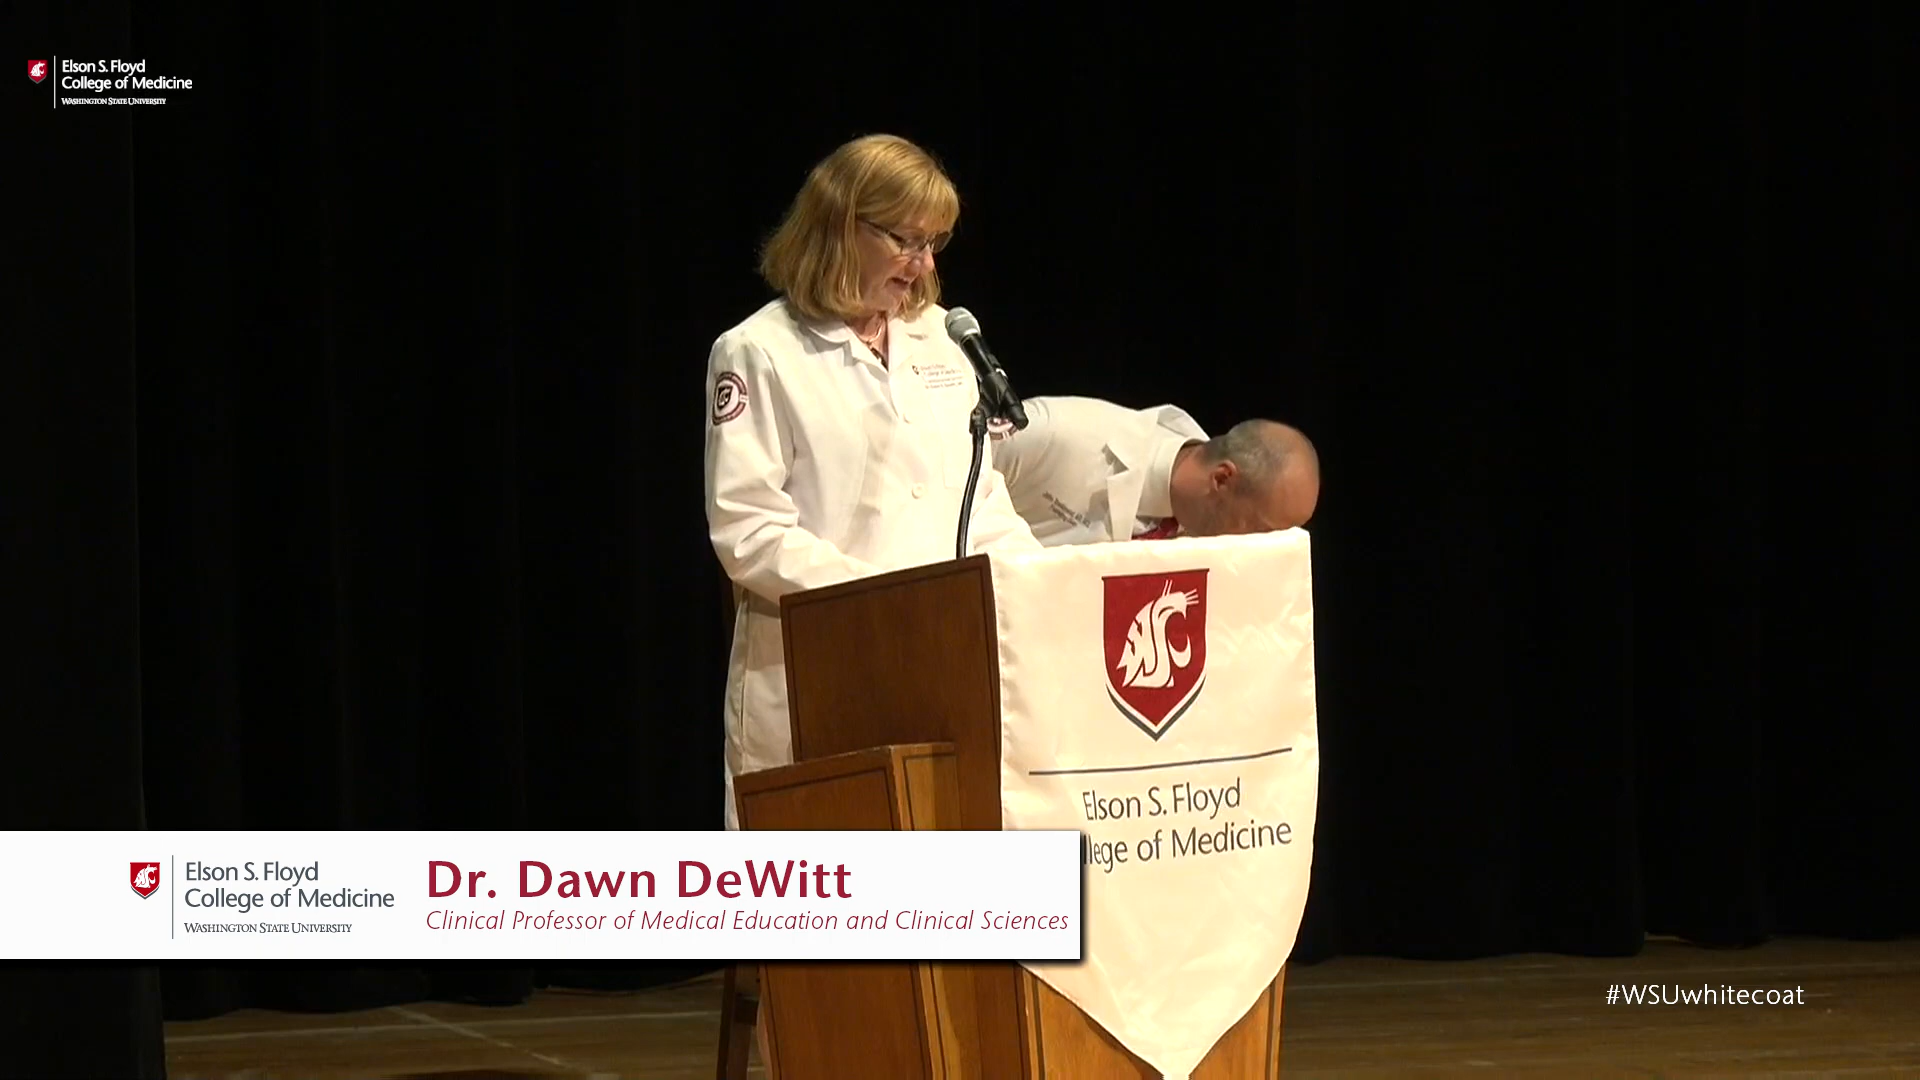 Elson S. Floyd
College of Medicine
WASHINGTON STATE UNIVERSITY
Elson S. Floyd
llege of Medicine
Elson S. Floyd
College of Medicine
WASHINGTON STATE UNIVERSITY
Dr. Dawn DeWitt
Clinical Professor of Medical Education and Clinical Sciences
#WSUwhitecoat